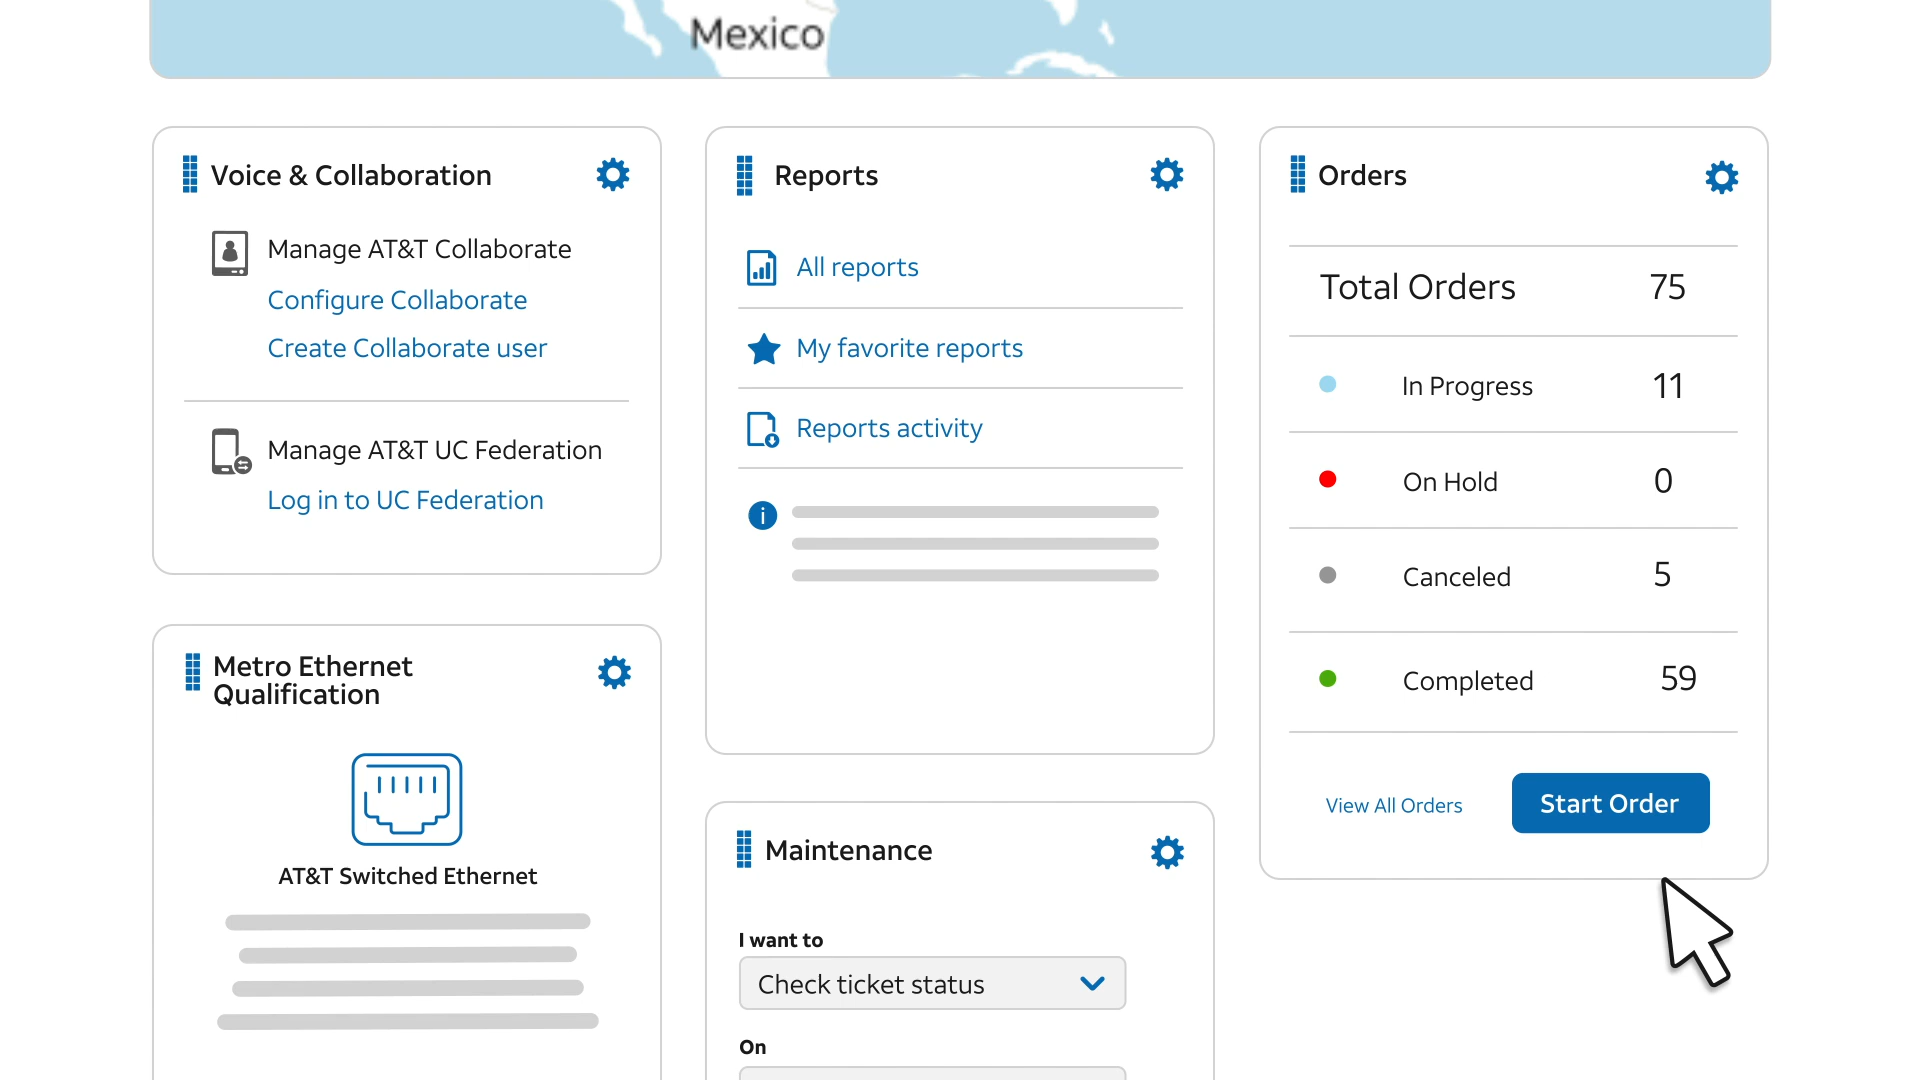 Mexico
Voice & Collaboration
Manage AT&T Collaborate
Configure Collaborate
Create Collaborate user
Manage AT&T UC Federation
Log in to UC Federation
Metro Ethernet
Qualification
AT&T Switched Ethernet
Reports
All reports
My favorite reports
Reports activity
i
Maintenance
I want to
Check ticket status
On
Orders
Total Orders 75
In Progress 11
On Hold 0
Canceled 5
Completed 59
View All Orders
Start Order